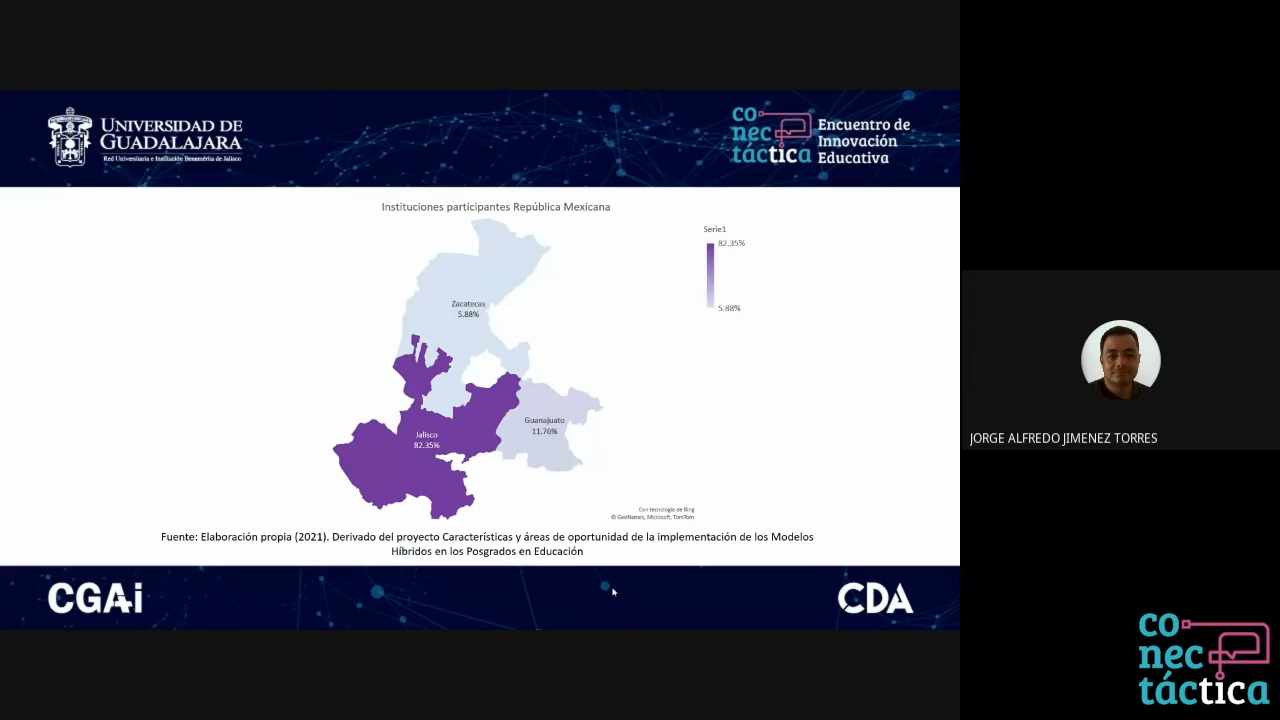 UNIVERSIDAD DE
GUADALAJARA
Red Universitaria e Institución Benemérita de Jalisco
co
nec
táctica
Encuentro de
Innovación
Educativa
Instituciones participantes República Mexicana
Serie1
82.35%
5.88%
Zacatecas
5.88%
Guanajuato
11.76%
Jalisco
82.35%
Con tecnología de Bing
© GeoNames, Microsoft, TomTom
Fuente: Elaboración propia (2021). Derivado del proyecto Características y áreas de oportunidad de la implementación de los Modelos
Híbridos en los Posgrados en Educación
CGAi
CDA
JORGE ALFREDO JIMENEZ TORRES
co
nec
táctica